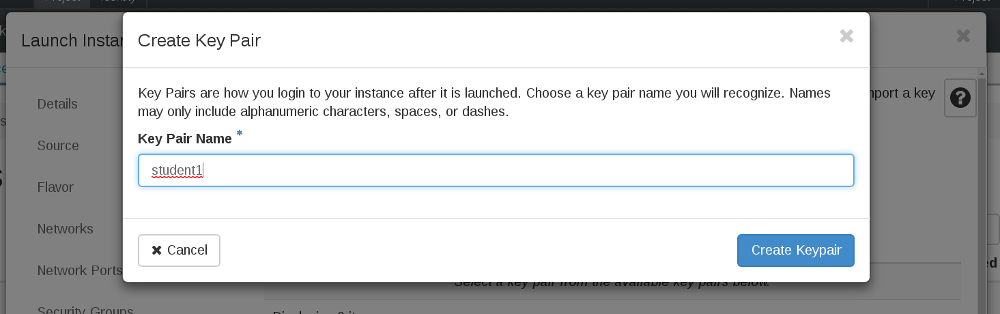 Project
Launch Instan
Create Key Pair
Key Pairs are how you login to your instance after it is launched. Choose a key pair name you will recognize. Names
may only include alphanumeric characters, spaces, or dashes.
Key Pair Name *
student1
Cancel
Create Keypair
Details
Source
Flavor
Networks
Network Ports
Security Groups
mport a key
ed
Select a key pair from the available key pairs below.